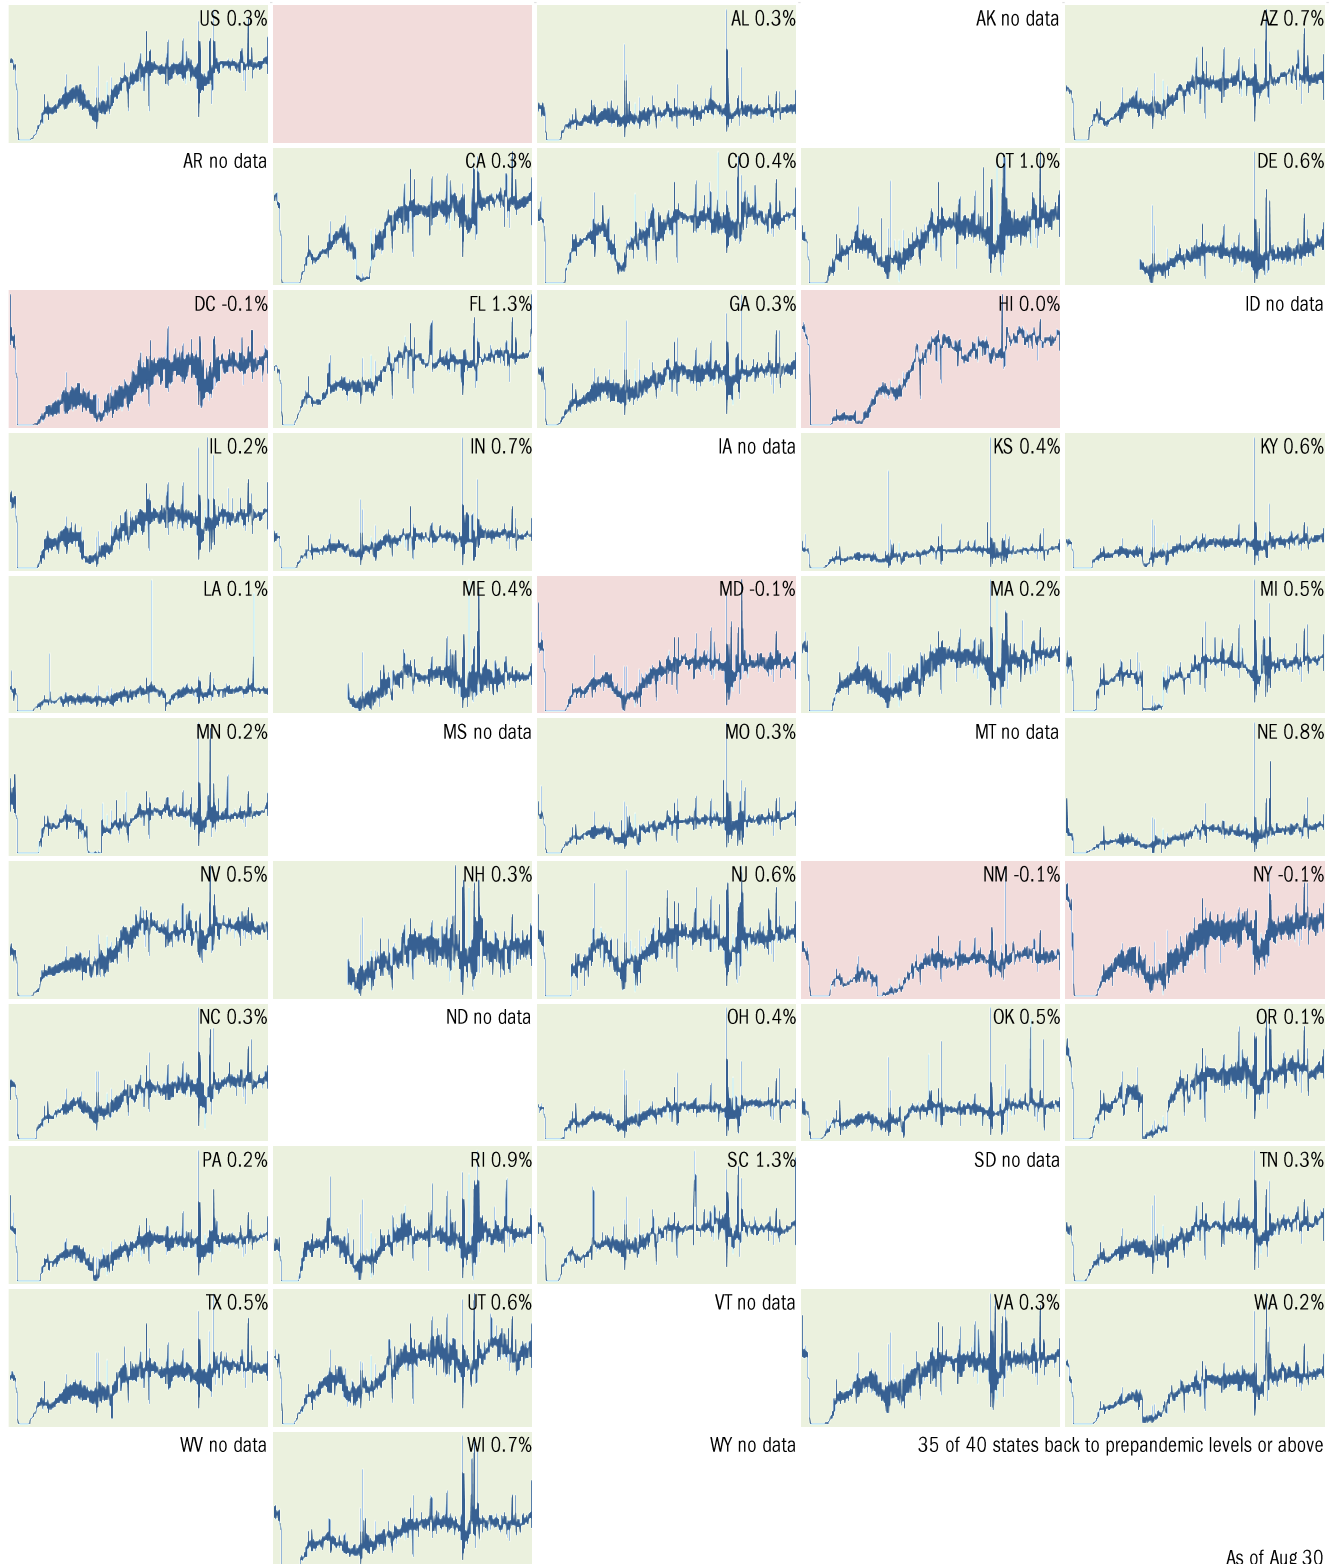 US 0.3%
AL 0.3%
AK no data
AZ 0.7%
AR no data
CA 0.3%
CO 0.4%
CT 1.0%
DE 0.6%
DC -0.1%
FL 1.3%
GA 0.3%
HI 0.0%
ID no data
IL 0.2%
IN 0.7%
IA no data
KS 0.4%
KY 0.6%
LA 0.1%
ME 0.4%
MD -0.1%
MA 0.2%
MI 0.5%
MN 0.2%
MS no data
MO 0.3%
MT no data
NE 0.8%
NV 0.5%
NH 0.3%
NJ 0.6%
NM -0.1%
NY -0.1%
NC 0.3%
ND no data
OH 0.4%
OK 0.5%
OR 0.1%
PA 0.2%
RI 0.9%
SC 1.3%
SD no data
TN 0.3%
TX 0.5%
UT 0.6%
VT no data
VA 0.3%
WA 0.2%
WV no data
WI 0.7%
WY no data
35 of 40 states back to prepandemic levels or above
As of Aug 30